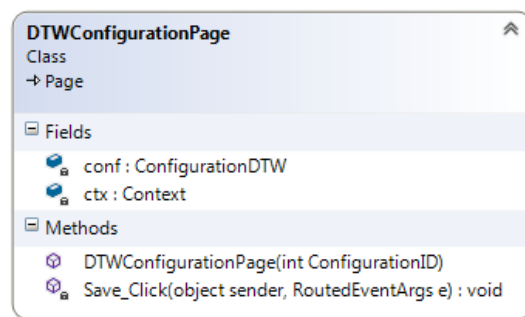 DTWConfigurationPage
Class
→ Page
Fields
conf : ConfigurationDTW
ctx : Context
Methods
DTWConfigurationPage(int ConfigurationID)
Save_Click(object sender, RoutedEventArgs e) : void